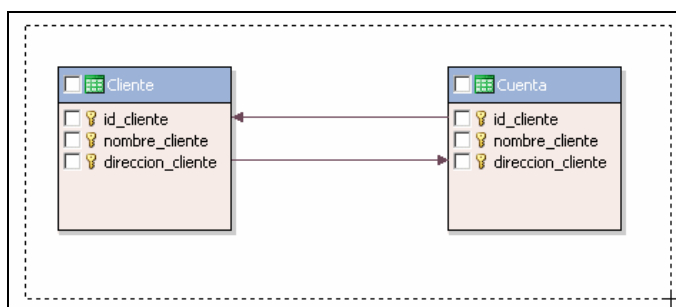 Cliente
id_cliente
nombre_cliente
direccion_cliente
Cuenta
id_cliente
nombre_cliente
direccion_cliente